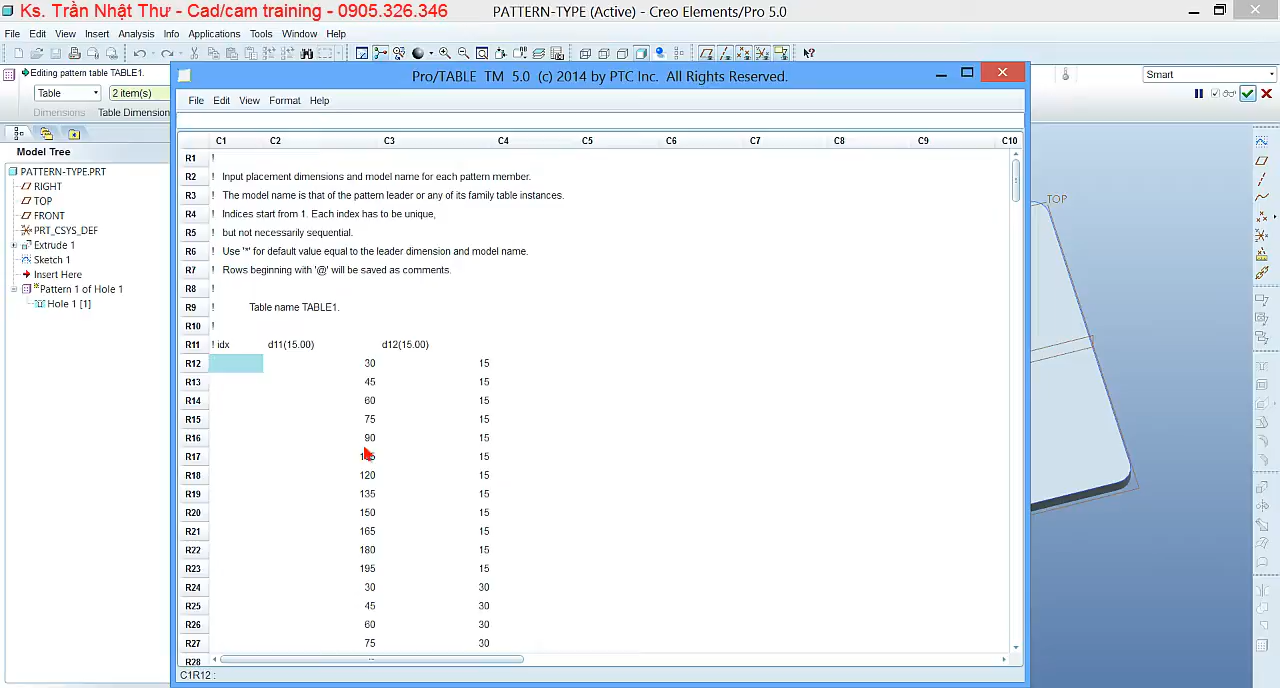 Ks. Trần Nhật Thư - Cad/cam training - 0905.326.346
PATTERN-TYPE (Active) - Creo Elements/Pro 5.0
File Edit View Insert Analysis Info Applications Tools Window Help
Editing pattern table TABLE1.
Table 2 item(s)
Dimensions Table Dimension
Smart
Model Tree
PATTERN-TYPE.PRT
RIGHT
TOP
FRONT
PRT_CSYS_DEF
Extrude 1
Sketch 1
Insert Here
Pattern 1 of Hole 1
Hole 1 [1]
TOP
Pro/TABLE TM 5.0 (c) 2014 by PTC Inc. All Rights Reserved.
File Edit View Format Help
C1 C2 C3 C4 C5 C6 C7 C8 C9 C10
R1 !
R2 ! Input placement dimensions and model name for each pattern member.
R3 ! The model name is that of the pattern leader or any of its family table instances.
R4 ! Indices start from 1. Each index has to be unique,
R5 ! but not necessarily sequential.
R6 ! Use '*' for default value equal to the leader dimension and model name.
R7 ! Rows beginning with '@' will be saved as comments.
R8 !
R9 ! Table name TABLE1.
R10 !
R11 ! idx d11(15.00) d12(15.00)
R12 30 15
R13 45 15
R14 60 15
R15 75 15
R16 90 15
R17 15
R18 120 15
R19 135 15
R20 150 15
R21 165 15
R22 180 15
R23 195 15
R24 30 30
R25 45 30
R26 60 30
R27 75 30
R28
C1R12 :